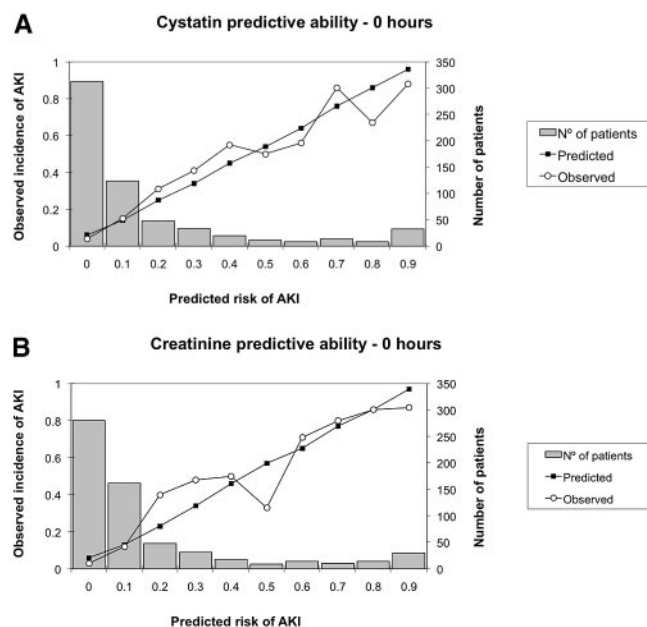 A
Cystatin predictive ability - 0 hours
Observed incidence of AKI
1
0.8
0.6
0.4
0.2
0
350
300
250
200
150
100
50
0
Number of patients
0 0.1 0.2 0.3 0.4 0.5 0.6 0.7 0.8 0.9
Predicted risk of AKI
Nº of patients
Predicted
Observed
B
Creatinine predictive ability - 0 hours
Observed incidence of AKI
1
0.8
0.6
0.4
0.2
0
350
300
250
200
150
100
50
0
Number of patients
0 0.1 0.2 0.3 0.4 0.5 0.6 0.7 0.8 0.9
Predicted risk of AKI
Nº of patients
Predicted
Observed